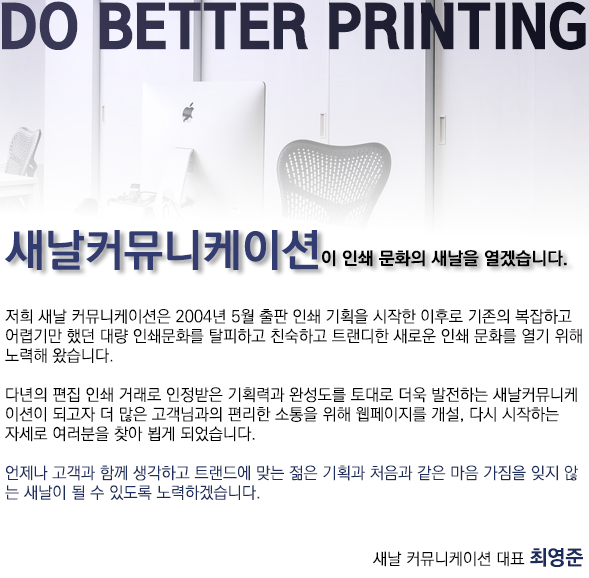 DO BETTER PRINTING
새날커뮤니케이션이 인쇄 문화의 새날을 열겠습니다.
저희 새날 커뮤니케이션은 2004년 5월 출판 인쇄 기획을 시작한 이후로 기존의 복잡하고
어렵기만 했던 대량 인쇄문화를 탈피하고 친숙하고 트랜디한 새로운 인쇄 문화를 열기 위해
노력해 왔습니다.
다년의 편집 인쇄 거래로 인정받은 기획력과 완성도를 토대로 더욱 발전하는 새날커뮤니케
이션이 되고자 더 많은 고객님과의 편리한 소통을 위해 웹페이지를 개설, 다시 시작하는
자세로 여러분을 찾아 뵙게 되었습니다.
언제나 고객과 함께 생각하고 트랜드에 맞는 젊은 기획과 처음과 같은 마음 가짐을 잊지 않
는 새날이 될 수 있도록 노력하겠습니다.
새날 커뮤니케이션 대표 최영준